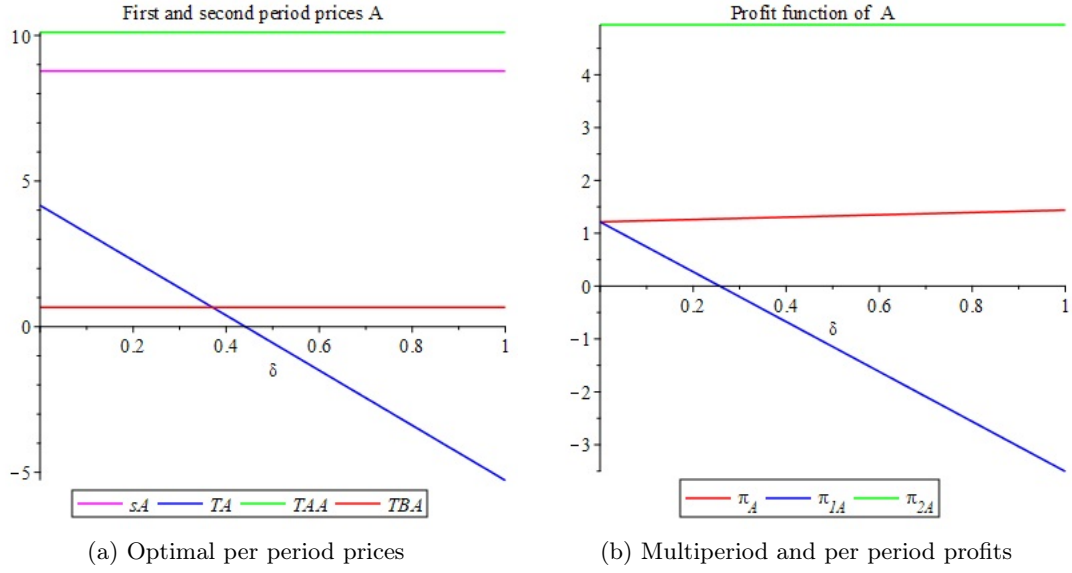 First and second period prices A
10
5
0
-5
0.2 0.4 0.6 0.8 1
δ
sA TA TAA TBA
(a) Optimal per period prices
Profit function of A
4
3
2
1
0
-1
-2
-3
0.2 0.4 0.6 0.8 1
δ
π_A π_1A π_2A
(b) Multiperiod and per period profits